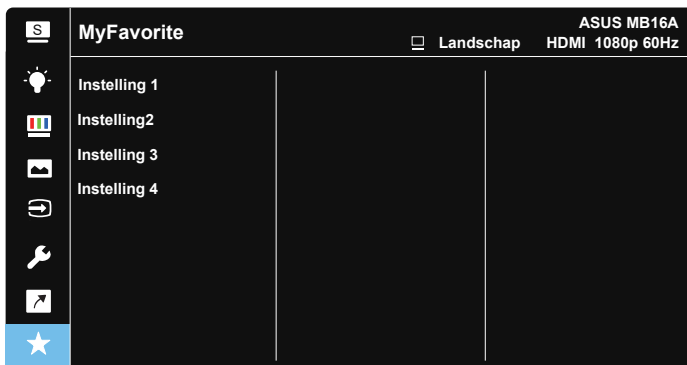 S
MyFavorite
ASUS MB16A
Landschap HDMI 1080p 60Hz
Instelling 1
Instelling2
Instelling 3
Instelling 4